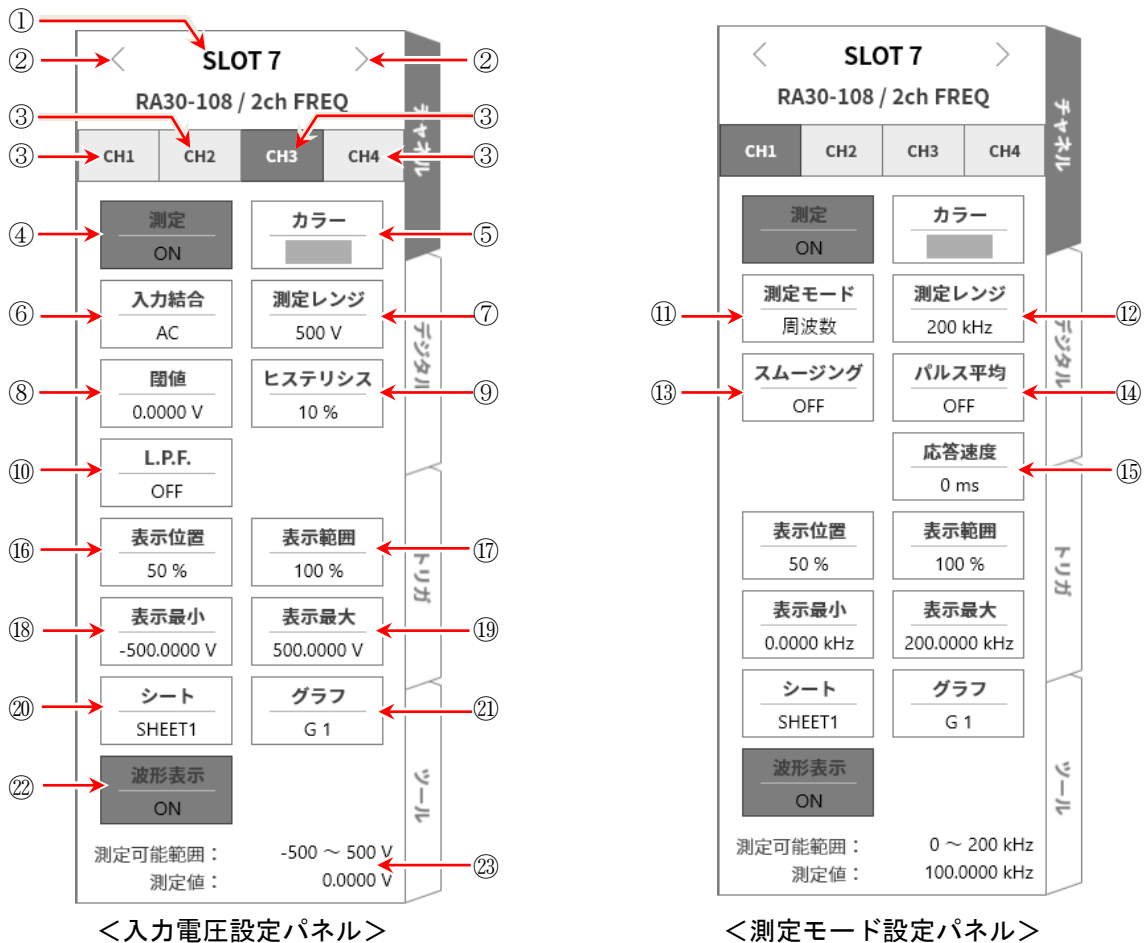 ①
② < SLOT 7 > ②
RA30-108 / 2ch FREQ
③ ③
③ CH1 CH2 CH3 CH4 ③
④ 測定 カラー ⑤
ON
⑥ 入力結合 測定レンジ ⑦
AC 500 V
⑧ 閾値 ヒステリシス ⑨
0.0000 V 10 %
⑩ L.P.F.
OFF
⑯ 表示位置 表示範囲 ⑰
50 % 100 %
⑱ 表示最小 表示最大 ⑲
-500.0000 V 500.0000 V
⑳ シート グラフ ㉑
SHEET1 G 1
㉒ 波形表示
ON
測定可能範囲： -500 ～ 500 V
測定値： 0.0000 V ㉓
チャネル
デジタル
トリガ
ツール
＜入力電圧設定パネル＞
< SLOT 7 >
RA30-108 / 2ch FREQ
CH1 CH2 CH3 CH4
測定 カラー
ON
⑪ 測定モード 測定レンジ ⑫
周波数 200 kHz
⑬ スムージング パルス平均 ⑭
OFF OFF
応答速度 ⑮
0 ms
表示位置 表示範囲
50 % 100 %
表示最小 表示最大
0.0000 kHz 200.0000 kHz
シート グラフ
SHEET1 G 1
波形表示
ON
測定可能範囲： 0 ～ 200 kHz
測定値： 100.0000 kHz
チャネル
デジタル
トリガ
ツール
＜測定モード設定パネル＞